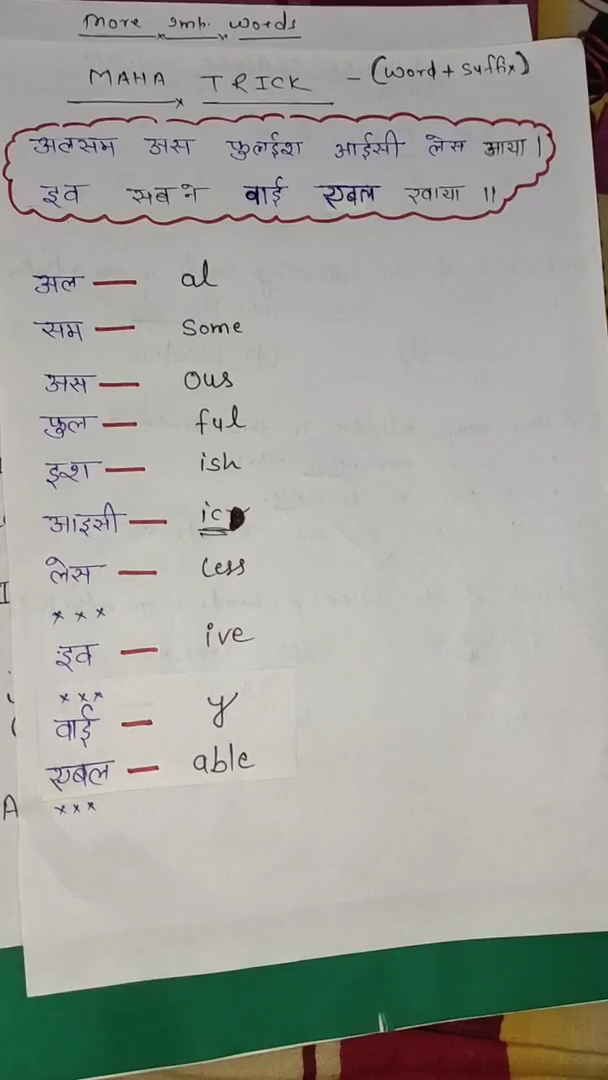 More Imp. words
MAHA TRICK - (word + suffix)
अलसम अस फुलईश आईसी लेस आया।
इव सबने वाई एबल खाया॥
अल — al
सम — some
अस — ous
फुल — ful
इश — ish
आइसी — ic
लेस — less
×××
इव — ive
×××
वाई — y
एबल — able
×××
A